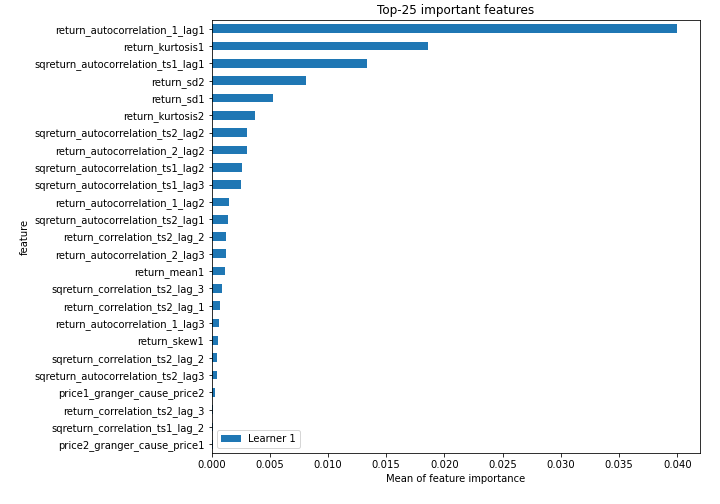 Top-25 important features
return_autocorrelation_1_lag1
return_kurtosis1
sqreturn_autocorrelation_ts1_lag1
return_sd2
return_sd1
return_kurtosis2
sqreturn_autocorrelation_ts2_lag2
return_autocorrelation_2_lag2
sqreturn_autocorrelation_ts1_lag2
sqreturn_autocorrelation_ts1_lag3
return_autocorrelation_1_lag2
sqreturn_autocorrelation_ts2_lag1
return_correlation_ts2_lag_2
return_autocorrelation_2_lag3
return_mean1
sqreturn_correlation_ts2_lag_3
return_correlation_ts2_lag_1
return_autocorrelation_1_lag3
return_skew1
sqreturn_correlation_ts2_lag_2
sqreturn_autocorrelation_ts2_lag3
price1_granger_cause_price2
return_correlation_ts2_lag_3
sqreturn_correlation_ts1_lag_2
price2_granger_cause_price1
feature
Learner 1
0.000 0.005 0.010 0.015 0.020 0.025 0.030 0.035 0.040
Mean of feature importance